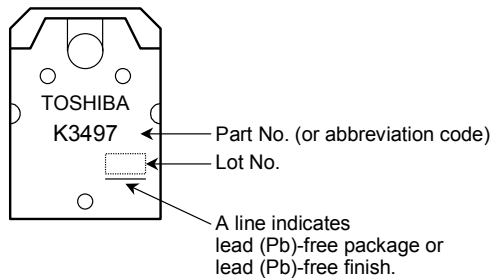 TOSHIBA
K3497
Part No. (or abbreviation code)
Lot No.
A line indicates
lead (Pb)-free package or
lead (Pb)-free finish.